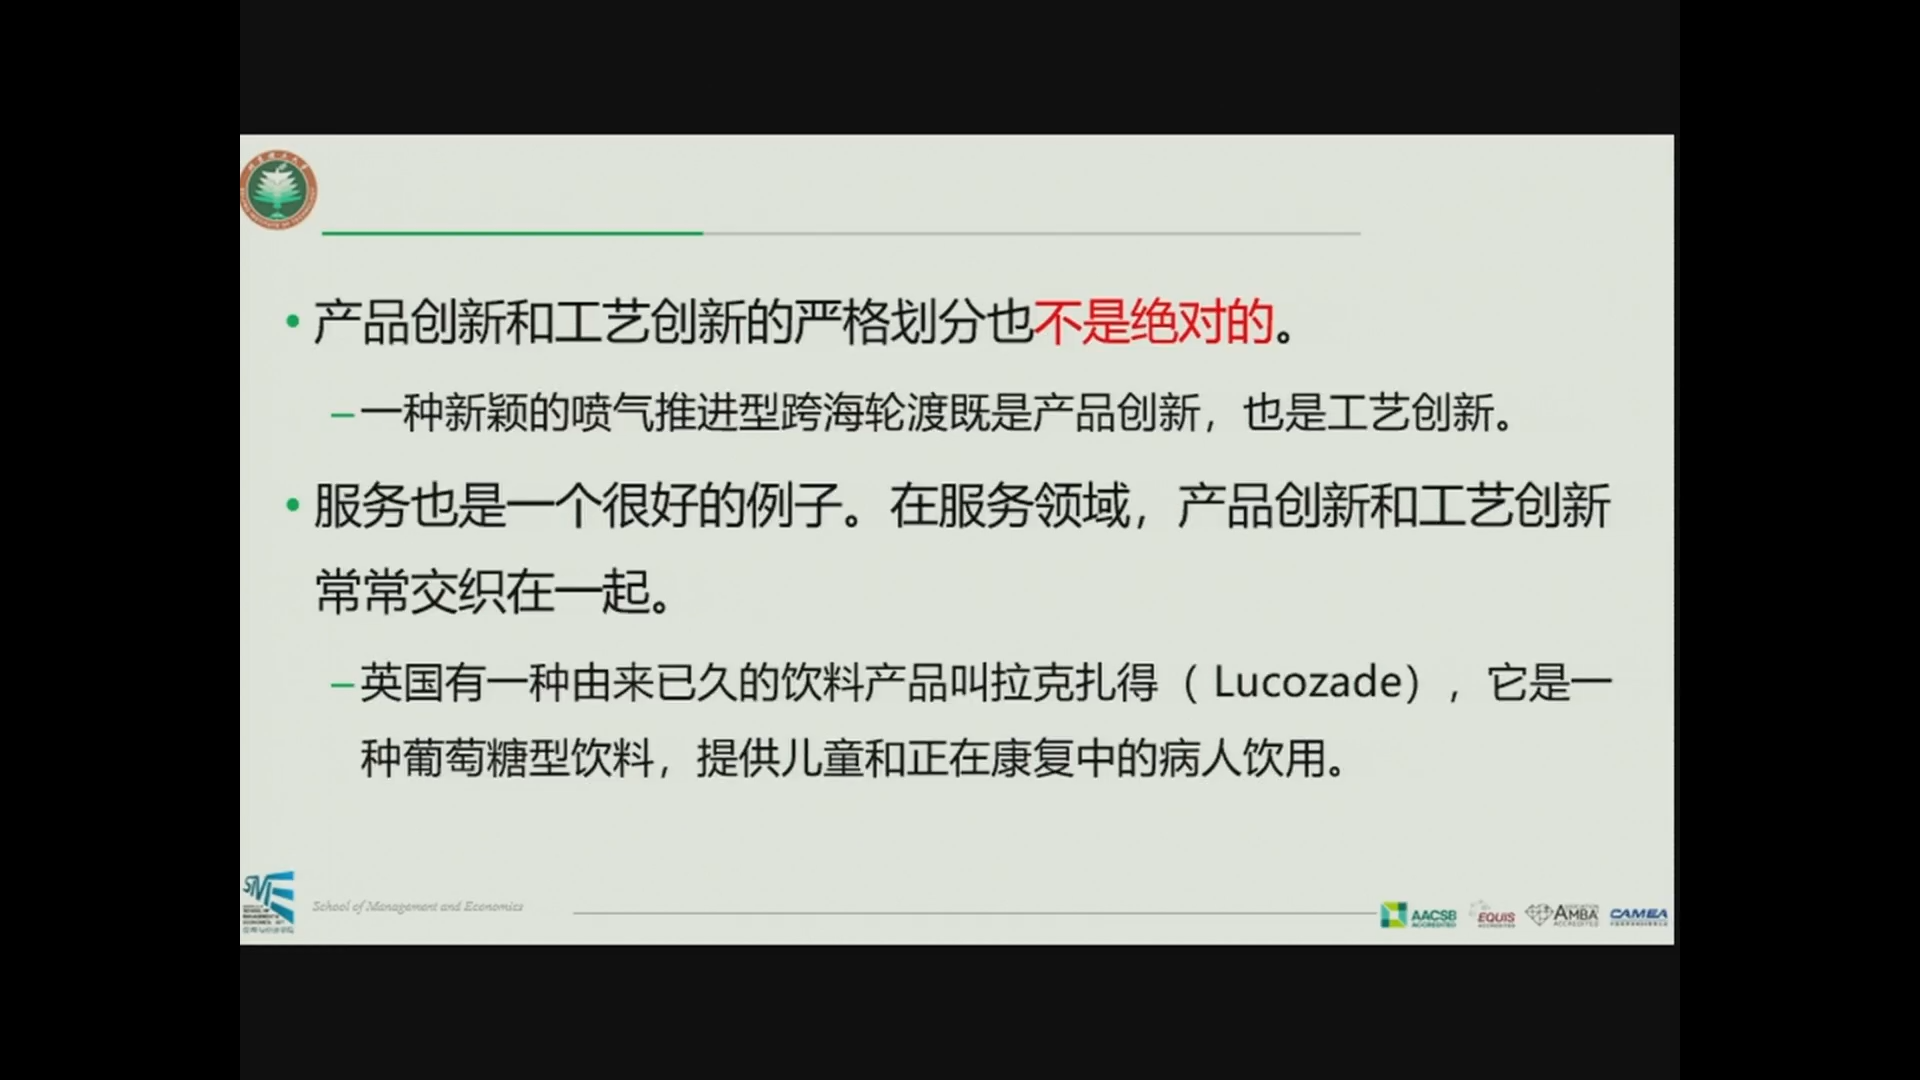 • 产品创新和工艺创新的严格划分也不是绝对的。
–一种新颖的喷气推进型跨海轮渡既是产品创新，也是工艺创新。
• 服务也是一个很好的例子。在服务领域，产品创新和工艺创新
常常交织在一起。
–英国有一种由来已久的饮料产品叫拉克扎得（ Lucozade），它是一
种葡萄糖型饮料，提供儿童和正在康复中的病人饮用。
School of Management and Economics
AACSB
ACCREDITED
EQUIS
ACCREDITED
AMBA
ACCREDITED
CAMEA